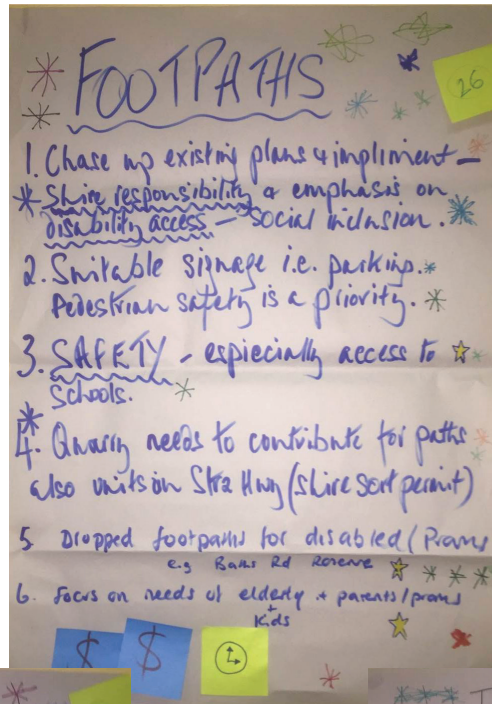 FOOTPATHS
26
1. Chase up existing plans & impliment -
Shire responsibility & emphasis on
disability access - social inclusion.
2. Suitable signage i.e. parking.
Pedestrian safety is a priority.
3. SAFETY - espiecially access to
schools.
4. Quarry needs to contribute for paths
also units on Stra Hwy (shire sort permit)
5 Dropped footpaths for disabled / Prams
e.g Baths Rd Reserve
6. Focus on needs of elderly + parents/prams
+
Kids
$ $